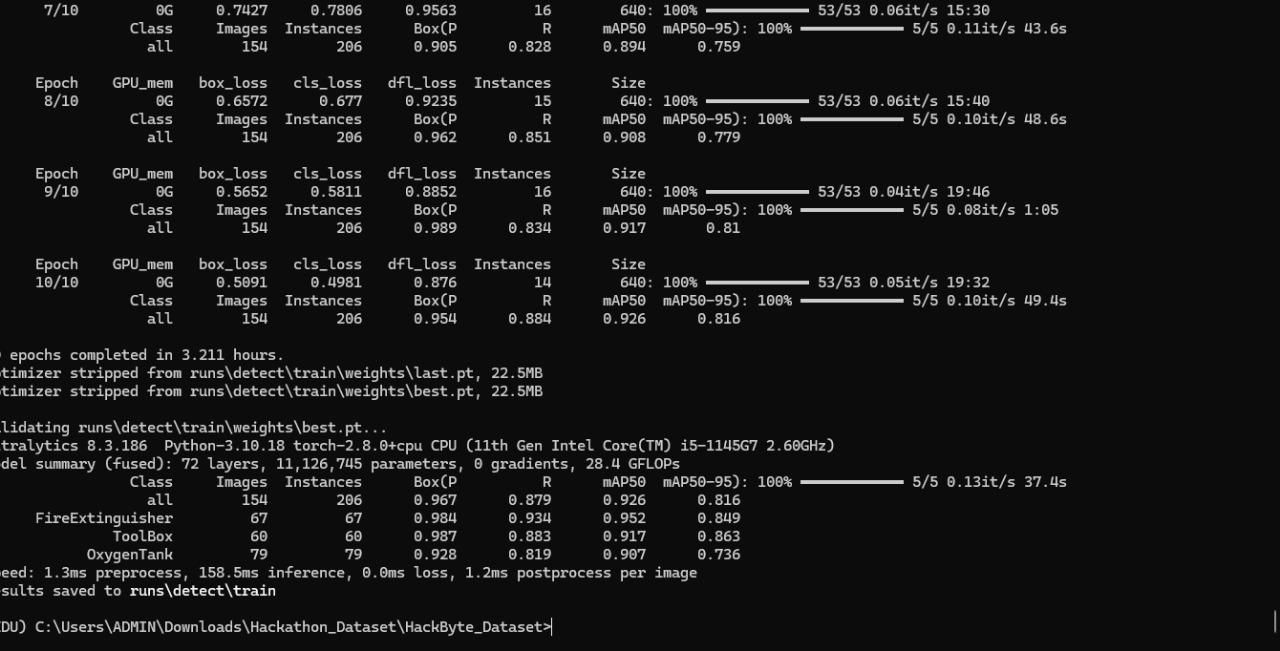 7/10 0G 0.7427 0.7806 0.9563 16 640: 100% ━━━━━━━━━━━━ 53/53 0.06it/s 15:30
Class Images Instances Box(P R mAP50 mAP50-95): 100% ━━━━━━━━━━━━ 5/5 0.11it/s 43.6s
all 154 206 0.905 0.828 0.894 0.759
Epoch GPU_mem box_loss cls_loss dfl_loss Instances Size
8/10 0G 0.6572 0.677 0.9235 15 640: 100% ━━━━━━━━━━━━ 53/53 0.06it/s 15:40
Class Images Instances Box(P R mAP50 mAP50-95): 100% ━━━━━━━━━━━━ 5/5 0.10it/s 48.6s
all 154 206 0.962 0.851 0.908 0.779
Epoch GPU_mem box_loss cls_loss dfl_loss Instances Size
9/10 0G 0.5652 0.5811 0.8852 16 640: 100% ━━━━━━━━━━━━ 53/53 0.04it/s 19:46
Class Images Instances Box(P R mAP50 mAP50-95): 100% ━━━━━━━━━━━━ 5/5 0.08it/s 1:05
all 154 206 0.989 0.834 0.917 0.81
Epoch GPU_mem box_loss cls_loss dfl_loss Instances Size
10/10 0G 0.5091 0.4981 0.876 14 640: 100% ━━━━━━━━━━━━ 53/53 0.05it/s 19:32
Class Images Instances Box(P R mAP50 mAP50-95): 100% ━━━━━━━━━━━━ 5/5 0.10it/s 49.4s
all 154 206 0.954 0.884 0.926 0.816
epochs completed in 3.211 hours.
timizer stripped from runs\detect\train\weights\last.pt, 22.5MB
timizer stripped from runs\detect\train\weights\best.pt, 22.5MB
lidating runs\detect\train\weights\best.pt...
tralytics 8.3.186 Python-3.10.18 torch-2.8.0+cpu CPU (11th Gen Intel Core(TM) i5-1145G7 2.60GHz)
del summary (fused): 72 layers, 11,126,745 parameters, 0 gradients, 28.4 GFLOPs
Class Images Instances Box(P R mAP50 mAP50-95): 100% ━━━━━━━━━━━━ 5/5 0.13it/s 37.4s
all 154 206 0.967 0.879 0.926 0.816
FireExtinguisher 67 67 0.984 0.934 0.952 0.849
ToolBox 60 60 0.987 0.883 0.917 0.863
OxygenTank 79 79 0.928 0.819 0.907 0.736
eed: 1.3ms preprocess, 158.5ms inference, 0.0ms loss, 1.2ms postprocess per image
sults saved to runs\detect\train
DU) C:\Users\ADMIN\Downloads\Hackathon_Dataset\HackByte_Dataset>